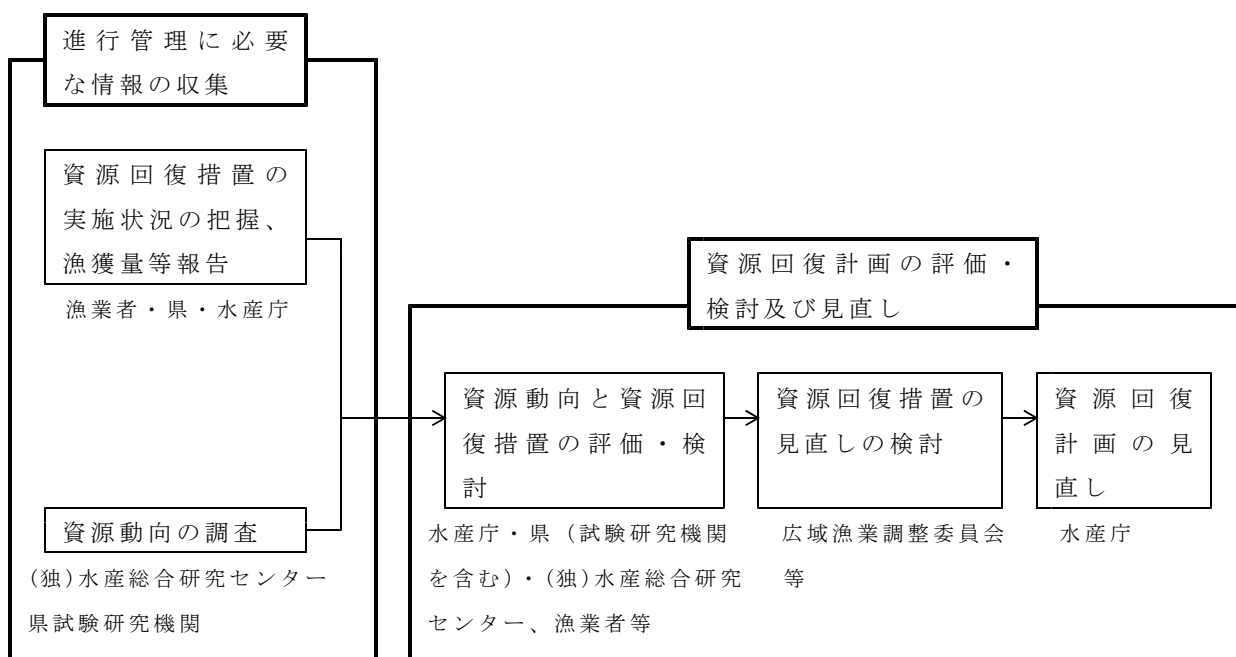 進行管理に必要
な情報の収集
資源回復措置の
実施状況の把握、
漁獲量等報告
漁業者・県・水産庁
資源動向の調査
(独)水産総合研究センター
県試験研究機関
資源回復計画の評価・
検討及び見直し
資源動向と資源回
復措置の評価・検
討
水産庁・県（試験研究機関
を含む）・(独)水産総合研究
センター、漁業者等
資源回復措置の
見直しの検討
広域漁業調整委員会
等
資源回復
計画の見
直し
水産庁